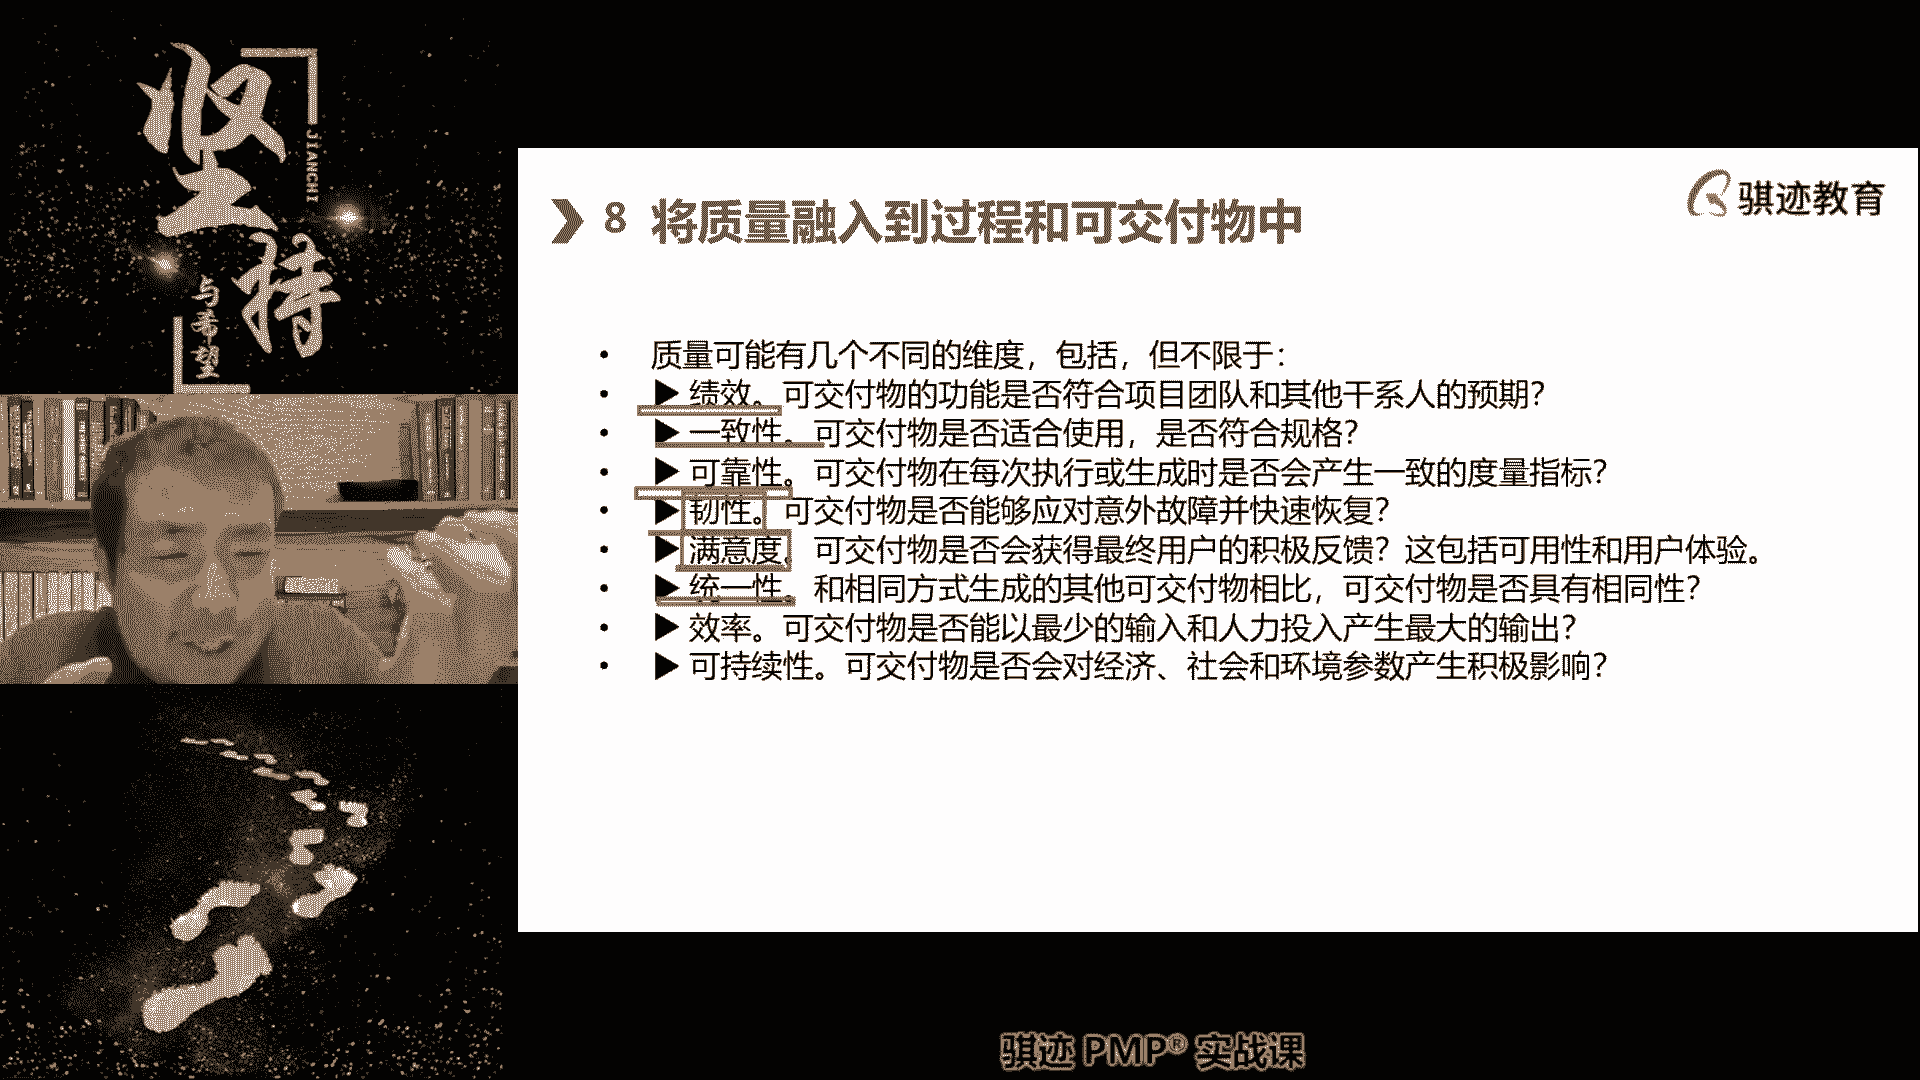 坚持
JIANCHI
与希望
骐迹教育
8 将质量融入到过程和可交付物中
• 质量可能有几个不同的维度，包括，但不限于：
• ▶ 绩效。可交付物的功能是否符合项目团队和其他干系人的预期？
• ▶ 一致性。可交付物是否适合使用，是否符合规格？
• ▶ 可靠性。可交付物在每次执行或生成时是否会产生一致的度量指标？
• ▶ 韧性。可交付物是否能够应对意外故障并快速恢复？
• ▶ 满意度。可交付物是否会获得最终用户的积极反馈？这包括可用性和用户体验。
• ▶ 统一性。和相同方式生成的其他可交付物相比，可交付物是否具有相同性？
• ▶ 效率。可交付物是否能以最少的输入和人力投入产生最大的输出？
• ▶ 可持续性。可交付物是否会对经济、社会和环境参数产生积极影响？
骐迹 PMP® 实战课